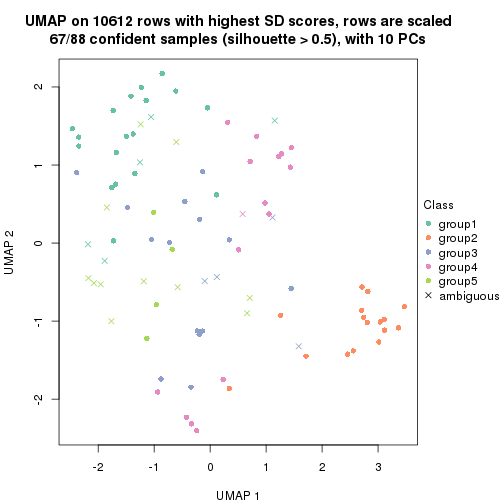 UMAP on 10612 rows with highest SD scores, rows are scaled
67/88 confident samples (silhouette > 0.5), with 10 PCs
2
1
0
-1
-2
UMAP 2
-2
-1
0
1
2
3
UMAP 1
Class
group1
group2
group3
group4
group5
ambiguous